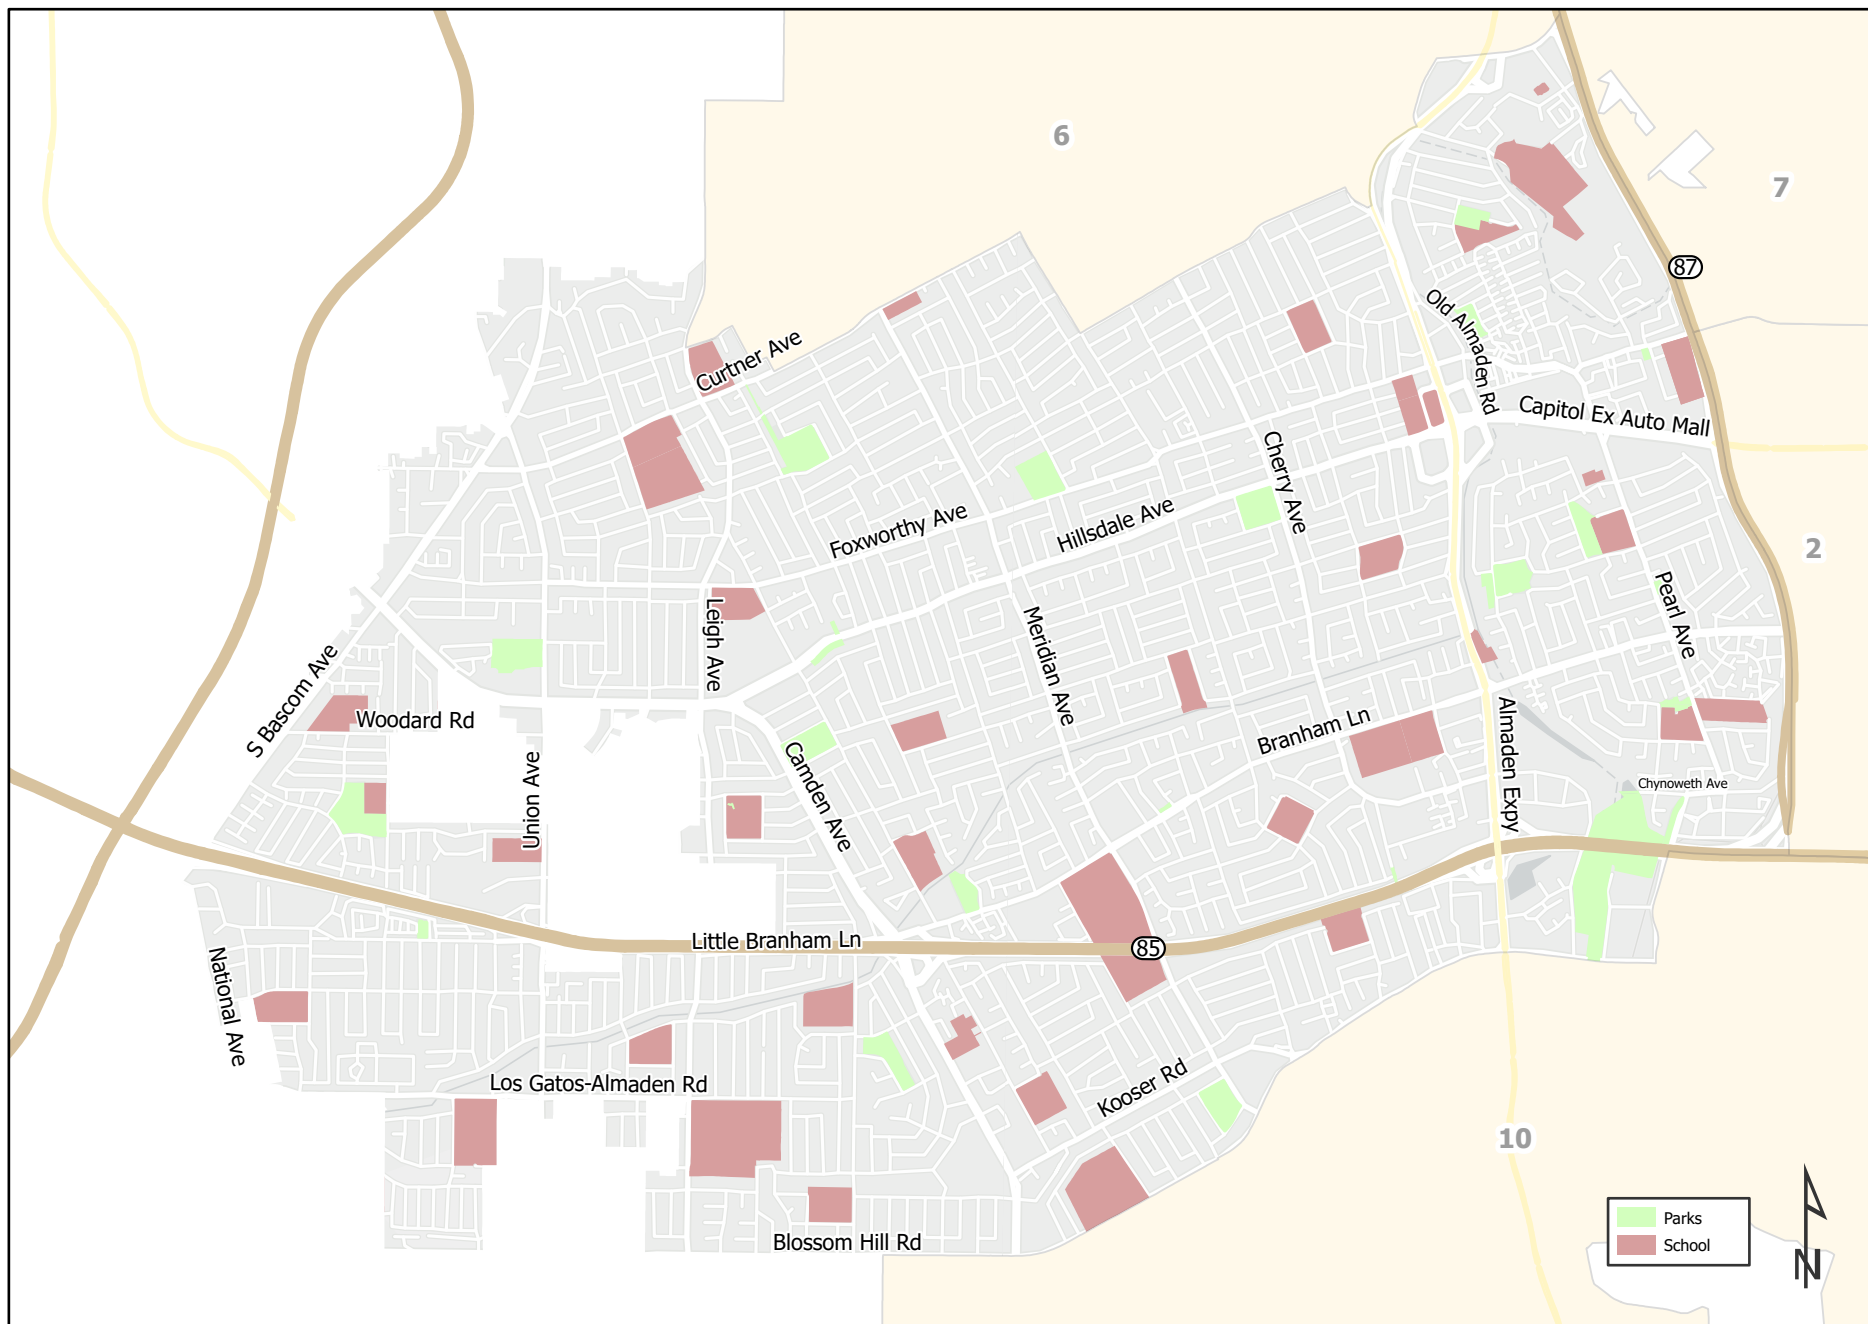 6
7
87
Old Almaden Rd
Curtner Ave
Capitol Ex Auto Mall
Cherry Ave
Foxworthy Ave
Hillsdale Ave
2
Pearl Ave
Leigh Ave
Meridian Ave
S Bascom Ave
Woodard Rd
Branham Ln
Almaden Expy
Camden Ave
Union Ave
Chynoweth Ave
Little Branham Ln
85
National Ave
Los Gatos-Almaden Rd
Kooser Rd
10
Blossom Hill Rd
Parks
School
N